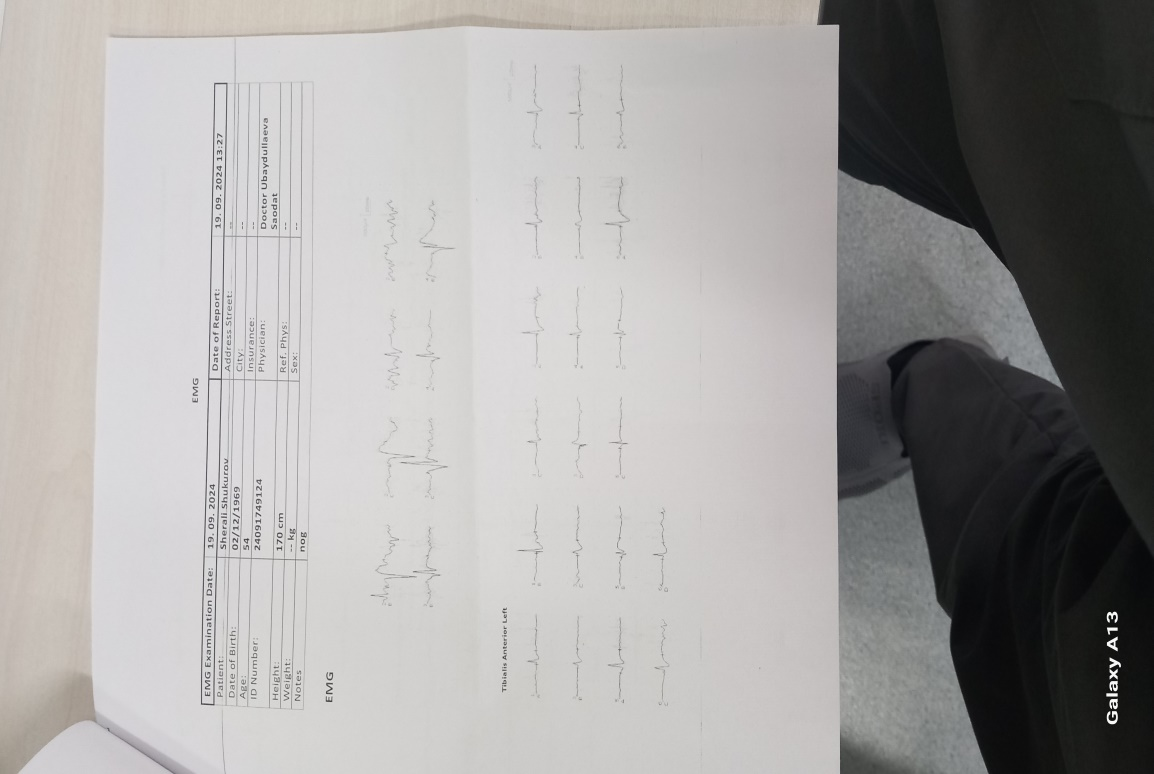 EMG
EMG Examination Date: 19. 09. 2024 Date of Report: 19. 09. 2024 13:27
Patient: Sherali Shukurov Address Street: --
Date of Birth: 02/12/1969 City: --
Age: 54 Insurance: --
ID Number: 24091749124 Physician: Doctor Ubaydullaeva Saodat
Height: 170 cm
Weight: -- kg Ref. Phys: --
Notes nog Sex: --
EMG
Tibialis Anterior Left
Galaxy A13